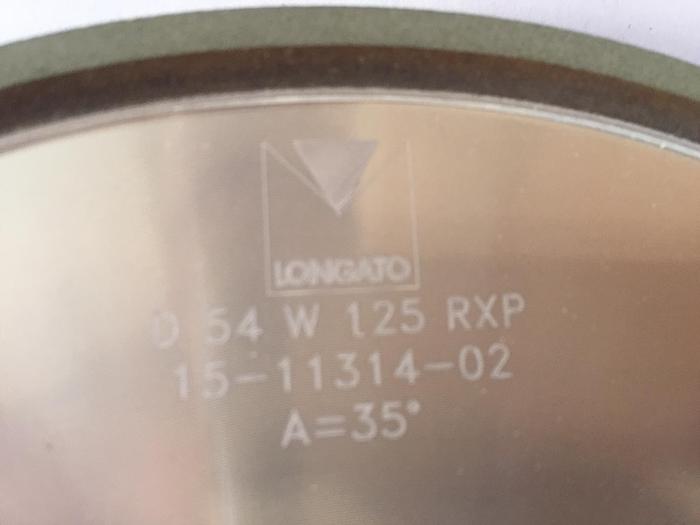 LONGATO
D 54 W 125 RXP
15-11314-02
A=35°